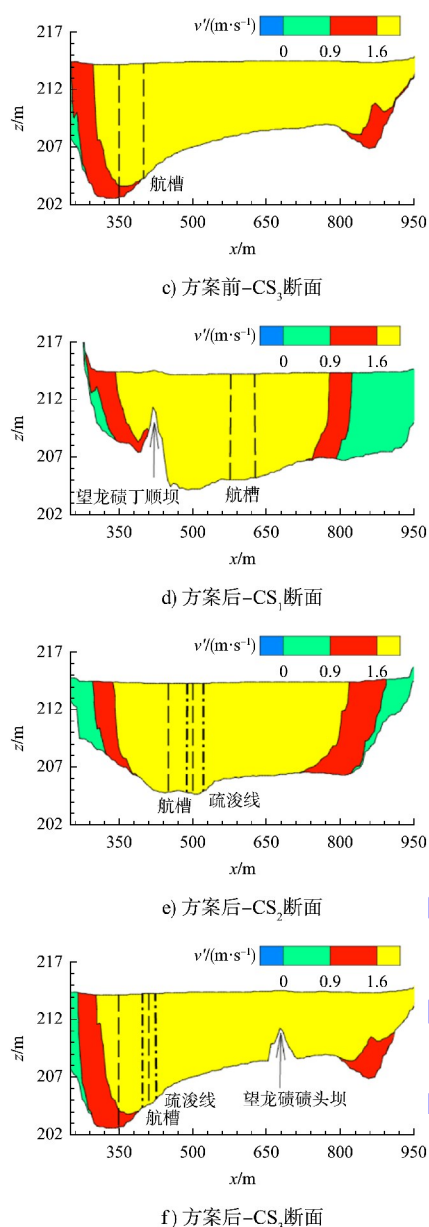 v′/(m·s⁻¹)
0 0.9 1.6
217
212
207
202
z/m
航槽
350 500 650 800 950
x/m
c) 方案前–CS₃断面
v′/(m·s⁻¹)
0 0.9 1.6
217
212
207
202
z/m
望龙碛丁顺坝
航槽
350 500 650 800 950
x/m
d) 方案后–CS₁断面
v′/(m·s⁻¹)
0 0.9 1.6
217
212
207
202
z/m
航槽
疏浚线
350 500 650 800 950
x/m
e) 方案后–CS₂断面
v′/(m·s⁻¹)
0 0.9 1.6
217
212
207
202
z/m
疏浚线
航槽
望龙碛碛头坝
350 500 650 800 950
x/m
f) 方案后–CS₃断面